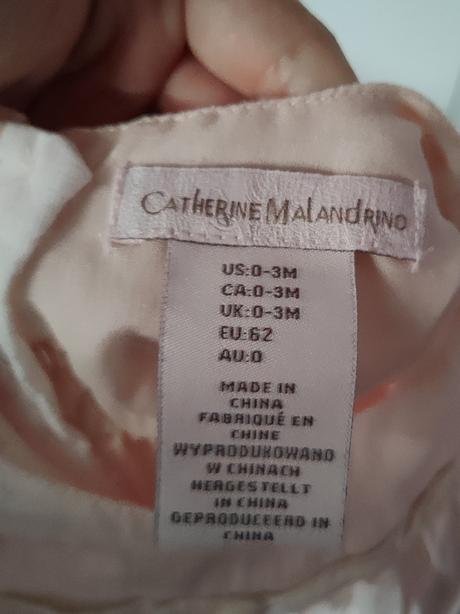 CATHERINE MALANDRINO
US:0-3M
CA:0-3M
UK:0-3M
EU:62
AU:0
MADE IN
CHINA
FABRIQUÉ EN
CHINE
WYPRODUKOWANO
W CHINACH
HERGESTELLT
IN CHINA
GEPRODUCEERD IN
CHINA